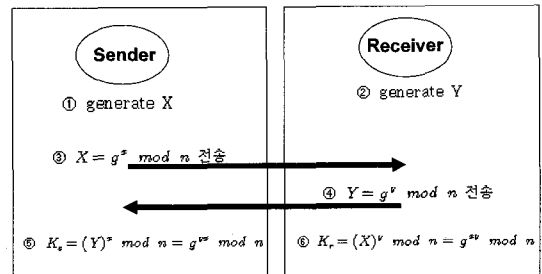 Sender
Receiver
① generate X
② generate Y
③ X = g^x mod n 전송
④ Y = g^y mod n 전송
⑤ K_s = (Y)^x mod n = g^yx mod n
⑥ K_r = (X)^y mod n = g^xy mod n